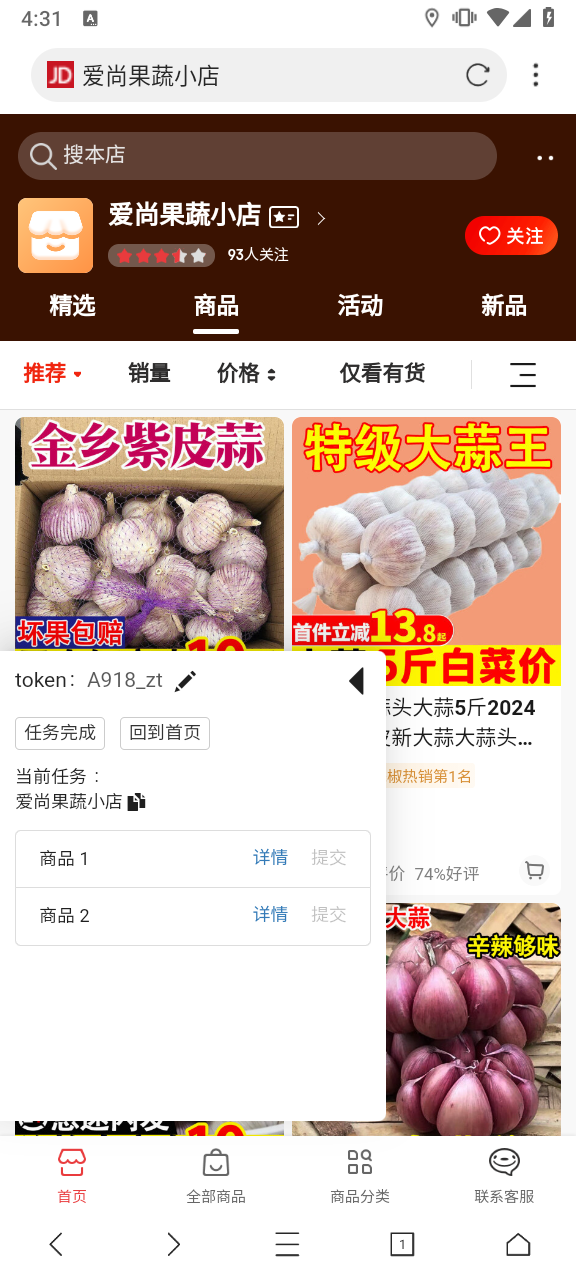 4:31
A
JD 爱尚果蔬小店
搜本店
爱尚果蔬小店
93人关注
关注
精选 商品 活动 新品
推荐 销量 价格 仅看有货
金乡紫皮蒜
坏果包赔
特级大蒜王
首件立减13.8起
5斤白菜价
蒜头大蒜5斤2024
新大蒜大蒜头...
椒热销第1名
价 74%好评
token: A918_zt
任务完成 回到首页
当前任务：
爱尚果蔬小店
商品 1 详情 提交
商品 2 详情 提交
大蒜
辛辣够味
首页 全部商品 商品分类 联系客服
1